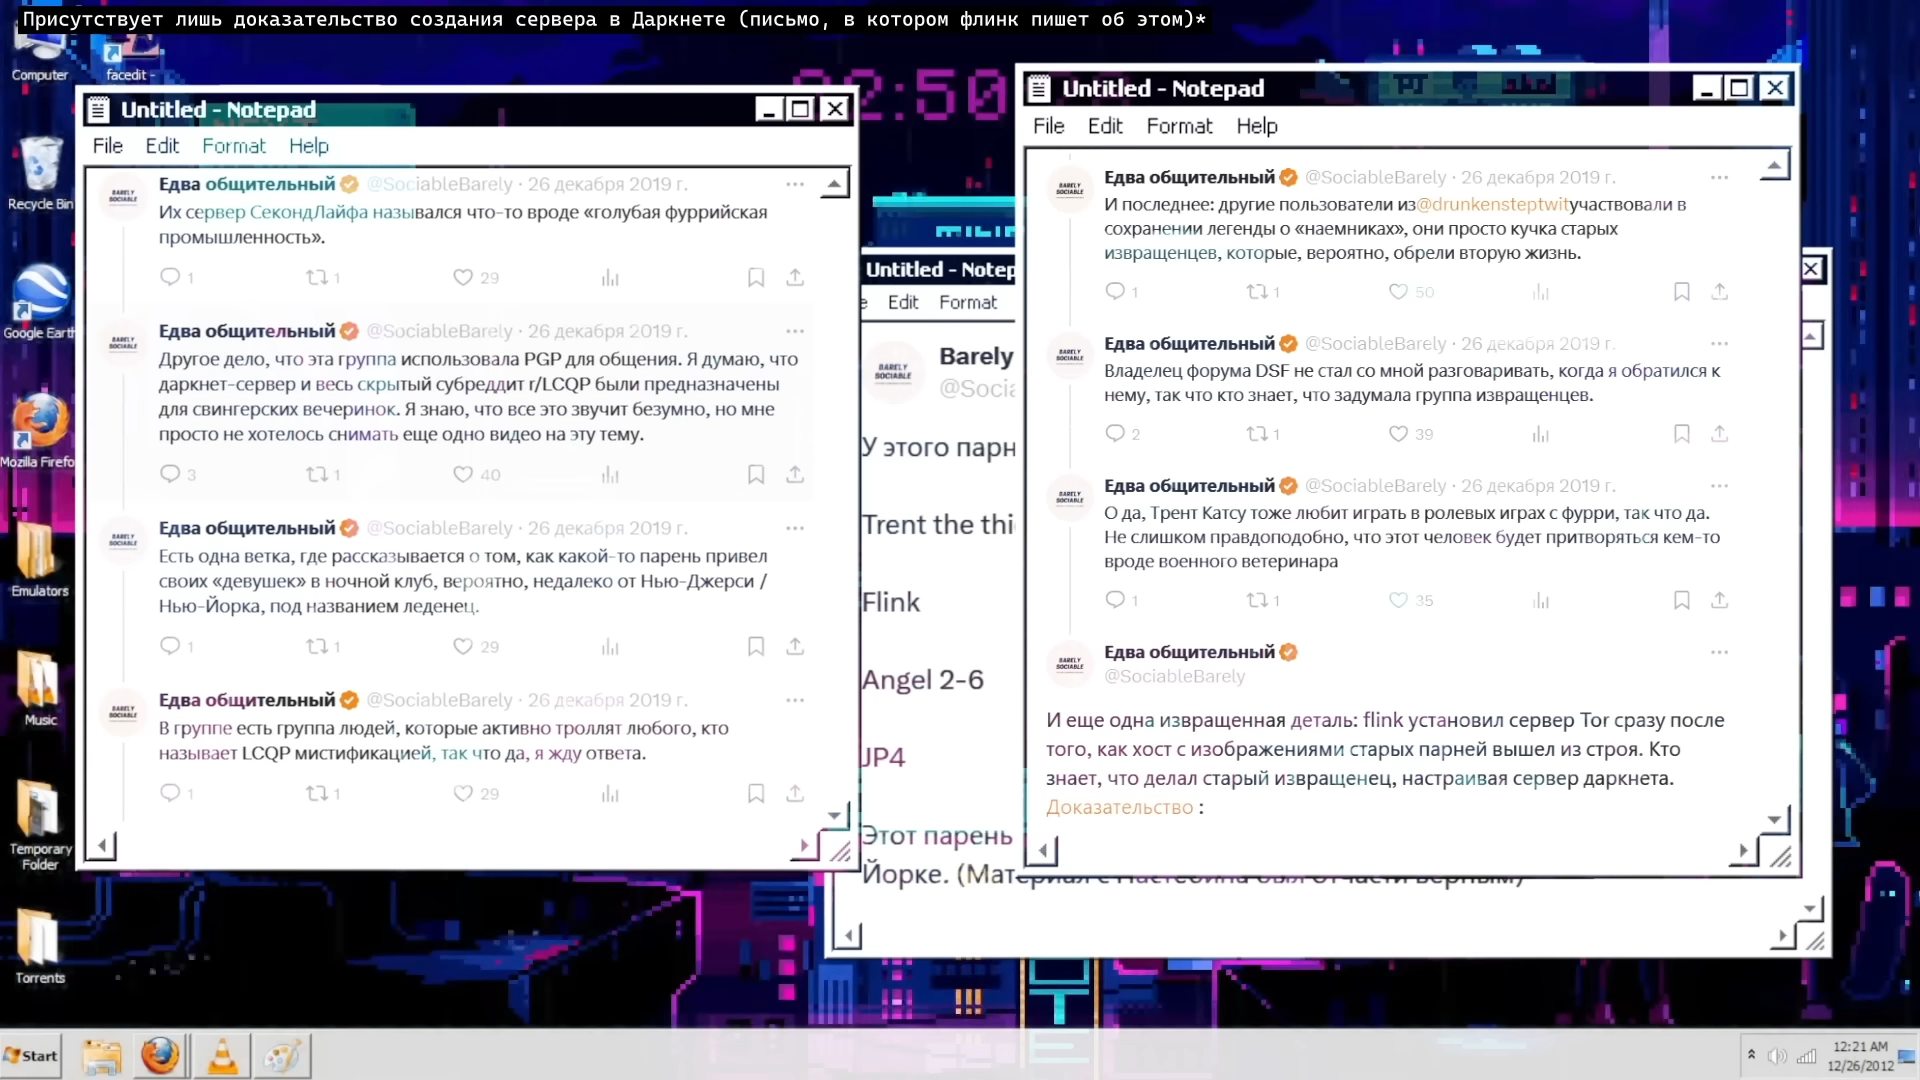 Присутствует лишь доказательство создания сервера в Даркнете (письмо, в котором флинк пишет об этом)*
Computer
facedit -
Recycle Bin
Google Earth
Mozilla Firefo
Emulators
Music
Temporary
Folder
Torrents
22:50
Untitled - Notepad
File Edit Format Help
Едва общительный @SociableBarely · 26 декабря 2019 г.
Их сервер СекондЛайфа назывался что-то вроде «голубая фуррийская
промышленность».
1 1 29
Едва общительный @SociableBarely · 26 декабря 2019 г.
Другое дело, что эта группа использовала PGP для общения. Я думаю, что
даркнет-сервер и весь скрытый субреддит r/LCQP были предназначены
для свингерских вечеринок. Я знаю, что все это звучит безумно, но мне
просто не хотелось снимать еще одно видео на эту тему.
3 1 40
Едва общительный @SociableBarely · 26 декабря 2019 г.
Есть одна ветка, где рассказывается о том, как какой-то парень привел
своих «девушек» в ночной клуб, вероятно, недалеко от Нью-Джерси /
Нью-Йорка, под названием леденец.
1 1 29
Едва общительный @SociableBarely · 26 декабря 2019 г.
В группе есть группа людей, которые активно троллят любого, кто
называет LCQP мистификацией, так что да, я жду ответа.
1 1 29
Untitled - Notep
Edit Format
BARELY SOCIABLE
Barely
@Socia
У этого парн
Trent the thi
Flink
Angel 2-6
JP4
Этот парень
Йорке. (Материал с Пастебина был отчасти верным)
Untitled - Notepad
File Edit Format Help
Едва общительный @SociableBarely · 26 декабря 2019 г.
И последнее: другие пользователи из@drunkensteptwitучаствовали в
сохранении легенды о «наемниках», они просто кучка старых
извращенцев, которые, вероятно, обрели вторую жизнь.
1 1 50
Едва общительный @SociableBarely · 26 декабря 2019 г.
Владелец форума DSF не стал со мной разговаривать, когда я обратился к
нему, так что кто знает, что задумала группа извращенцев.
2 1 39
Едва общительный @SociableBarely · 26 декабря 2019 г.
О да, Трент Катсу тоже любит играть в ролевых играх с фурри, так что да.
Не слишком правдоподобно, что этот человек будет притворяться кем-то
вроде военного ветеринара
1 1 35
Едва общительный
@SociableBarely
И еще одна извращенная деталь: flink установил сервер Tor сразу после
того, как хост с изображениями старых парней вышел из строя. Кто
знает, что делал старый извращенец, настраивая сервер даркнета.
Доказательство :
Start
12:21 AM
12/26/2012